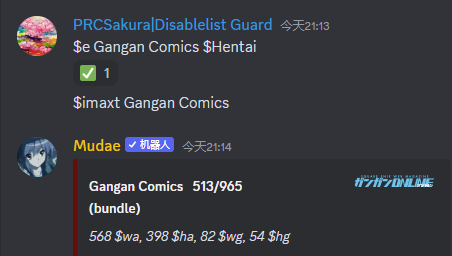 PRCSakura|Disablelist Guard 今天21:13
$e Gangan Comics $Hentai
✅ 1
$imaxt Gangan Comics
Mudae ✓ 机器人 今天21:14
Gangan Comics 513/965
(bundle)
ガンガンONLINE
568 $wa, 398 $ha, 82 $wg, 54 $hg